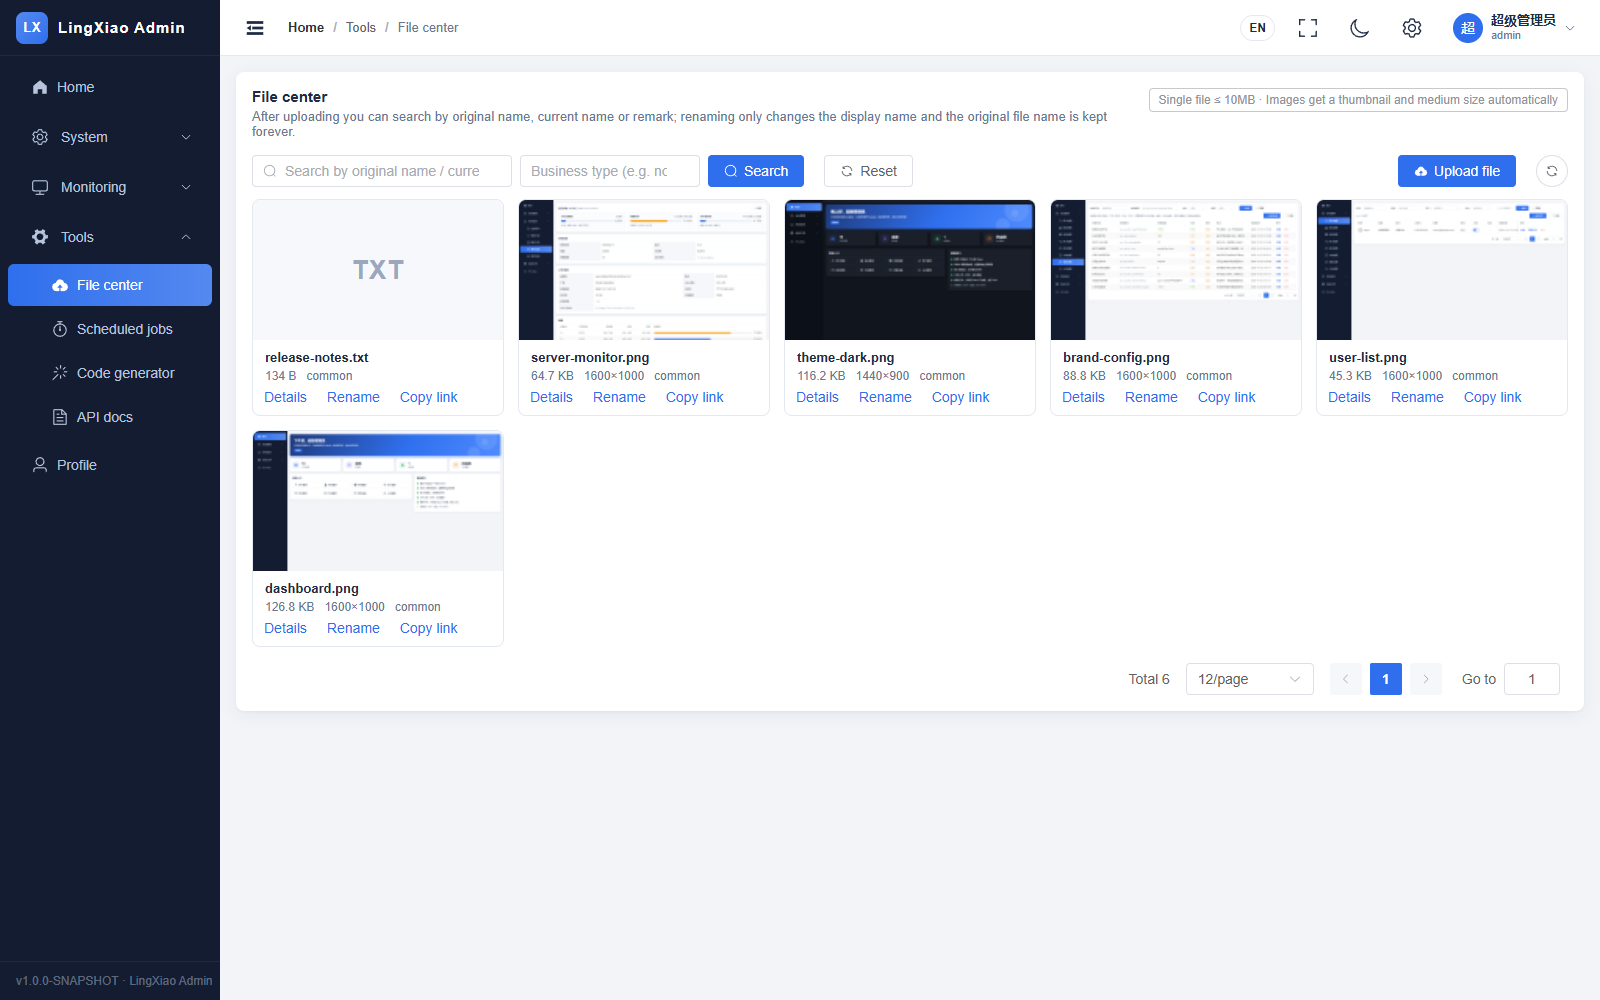 LX LingXiao Admin
Home / Tools / File center
EN
超 超级管理员
admin
Home
System
Monitoring
Tools
File center
Scheduled jobs
Code generator
API docs
Profile
v1.0.0-SNAPSHOT · LingXiao Admin
File center
Single file ≤ 10MB · Images get a thumbnail and medium size automatically
After uploading you can search by original name, current name or remark; renaming only changes the display name and the original file name is kept
forever.
Search by original name / curre
Business type (e.g. nc
Search
Reset
Upload file
TXT
release-notes.txt
134 B common
Details Rename Copy link
server-monitor.png
64.7 KB 1600×1000 common
Details Rename Copy link
theme-dark.png
116.2 KB 1440×900 common
Details Rename Copy link
brand-config.png
88.8 KB 1600×1000 common
Details Rename Copy link
user-list.png
45.3 KB 1600×1000 common
Details Rename Copy link
dashboard.png
126.8 KB 1600×1000 common
Details Rename Copy link
Total 6 12/page 1 Go to 1